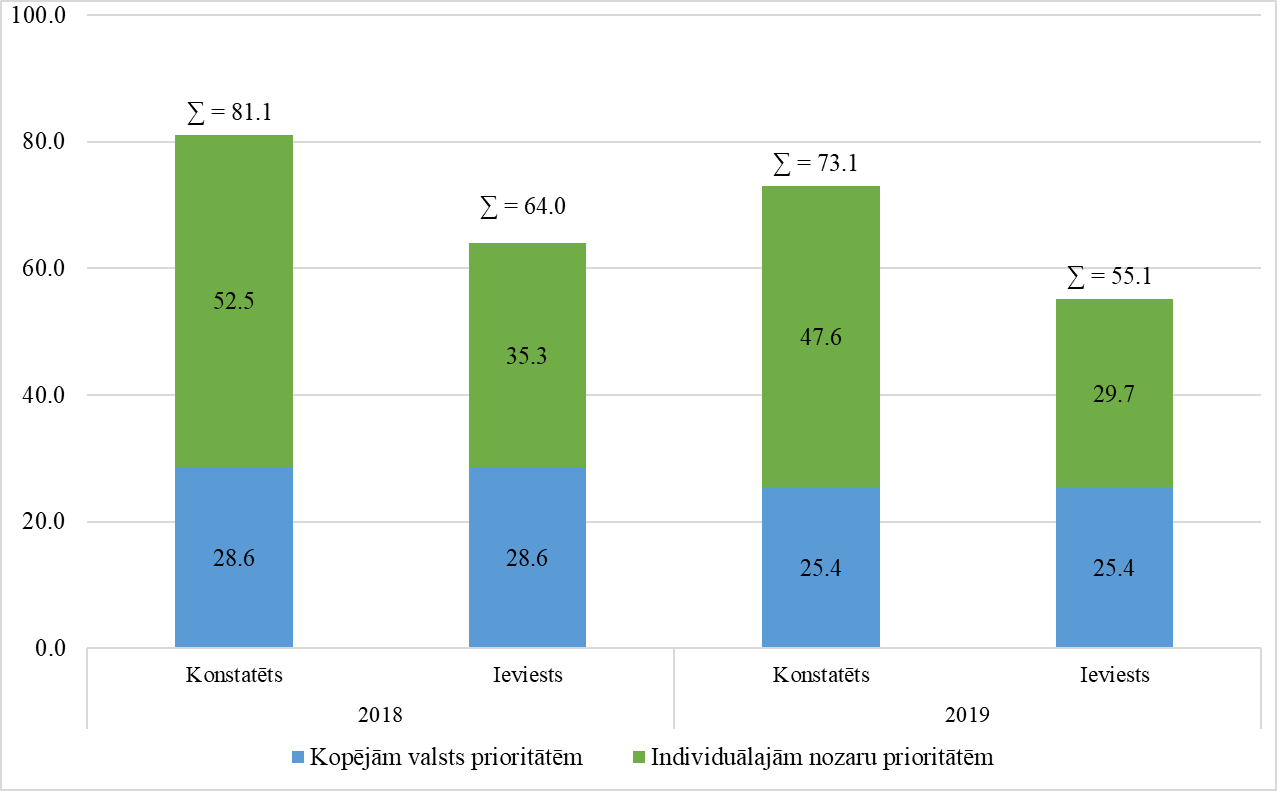 100.0
∑ = 81.1
80.0
∑ = 73.1
∑ = 64.0
60.0
∑ = 55.1
52.5
47.6
35.3
40.0
29.7
20.0
28.6
28.6
25.4
25.4
0.0
Konstatēts
Ieviests
Konstatēts
Ieviests
2018
2019
Kopējām valsts prioritātēm
Individuālajām nozaru prioritātēm